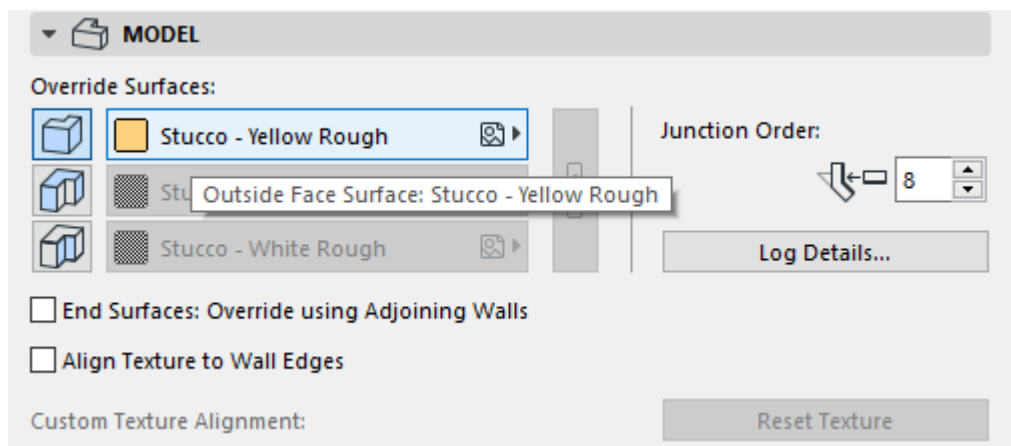 MODEL
Override Surfaces:
Stucco - Yellow Rough
Junction Order:
8
Stu
Outside Face Surface: Stucco - Yellow Rough
Stucco - White Rough
Log Details...
End Surfaces: Override using Adjoining Walls
Align Texture to Wall Edges
Custom Texture Alignment:
Reset Texture